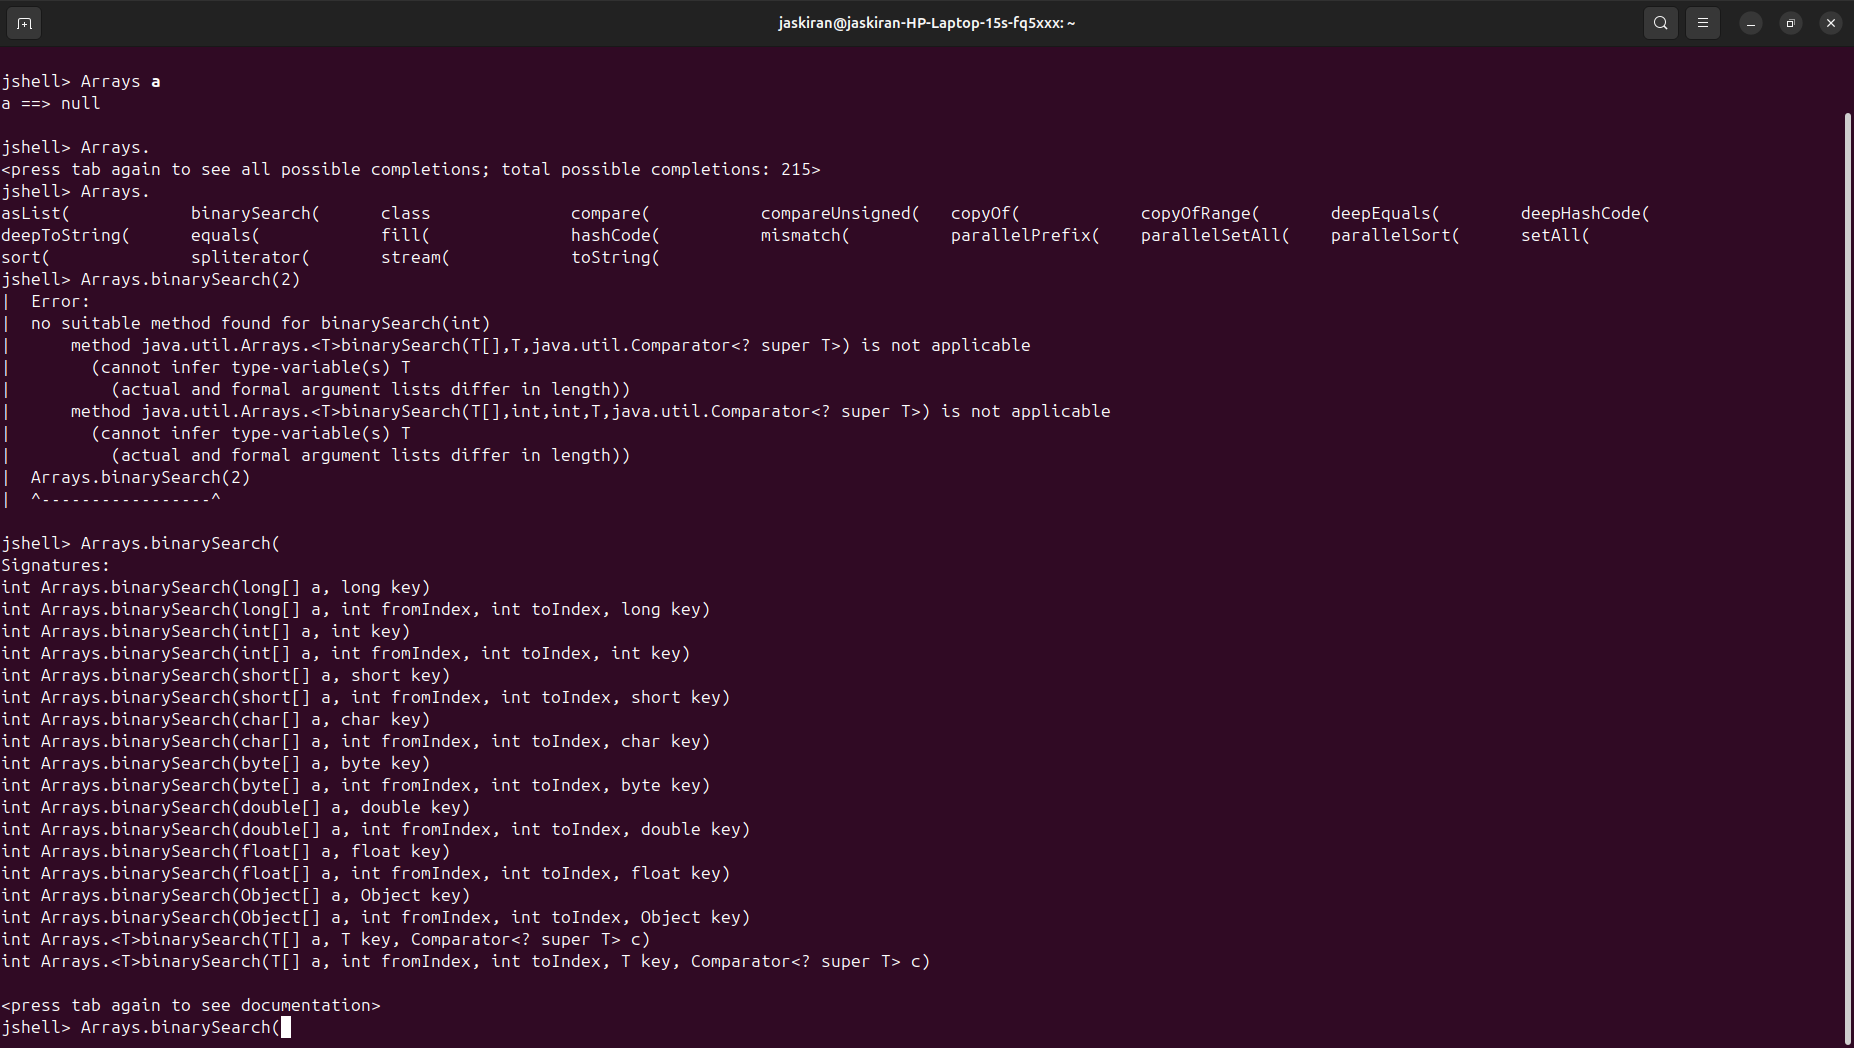 jaskiran@jaskiran-HP-Laptop-15s-fq5xxx: ~
jshell> Arrays a
a ==> null
jshell> Arrays.
<press tab again to see all possible completions; total possible completions: 215>
jshell> Arrays.
asList( binarySearch( class compare( compareUnsigned( copyOf( copyOfRange( deepEquals( deepHashCode(
deepToString( equals( fill( hashCode( mismatch( parallelPrefix( parallelSetAll( parallelSort( setAll(
sort( spliterator( stream( toString(
jshell> Arrays.binarySearch(2)
|  Error:
|  no suitable method found for binarySearch(int)
|      method java.util.Arrays.<T>binarySearch(T[],T,java.util.Comparator<? super T>) is not applicable
|        (cannot infer type-variable(s) T
|          (actual and formal argument lists differ in length))
|      method java.util.Arrays.<T>binarySearch(T[],int,int,T,java.util.Comparator<? super T>) is not applicable
|        (cannot infer type-variable(s) T
|          (actual and formal argument lists differ in length))
|  Arrays.binarySearch(2)
|  ^-----------------^
jshell> Arrays.binarySearch(
Signatures:
int Arrays.binarySearch(long[] a, long key)
int Arrays.binarySearch(long[] a, int fromIndex, int toIndex, long key)
int Arrays.binarySearch(int[] a, int key)
int Arrays.binarySearch(int[] a, int fromIndex, int toIndex, int key)
int Arrays.binarySearch(short[] a, short key)
int Arrays.binarySearch(short[] a, int fromIndex, int toIndex, short key)
int Arrays.binarySearch(char[] a, char key)
int Arrays.binarySearch(char[] a, int fromIndex, int toIndex, char key)
int Arrays.binarySearch(byte[] a, byte key)
int Arrays.binarySearch(byte[] a, int fromIndex, int toIndex, byte key)
int Arrays.binarySearch(double[] a, double key)
int Arrays.binarySearch(double[] a, int fromIndex, int toIndex, double key)
int Arrays.binarySearch(float[] a, float key)
int Arrays.binarySearch(float[] a, int fromIndex, int toIndex, float key)
int Arrays.binarySearch(Object[] a, Object key)
int Arrays.binarySearch(Object[] a, int fromIndex, int toIndex, Object key)
int Arrays.<T>binarySearch(T[] a, T key, Comparator<? super T> c)
int Arrays.<T>binarySearch(T[] a, int fromIndex, int toIndex, T key, Comparator<? super T> c)
<press tab again to see documentation>
jshell> Arrays.binarySearch(